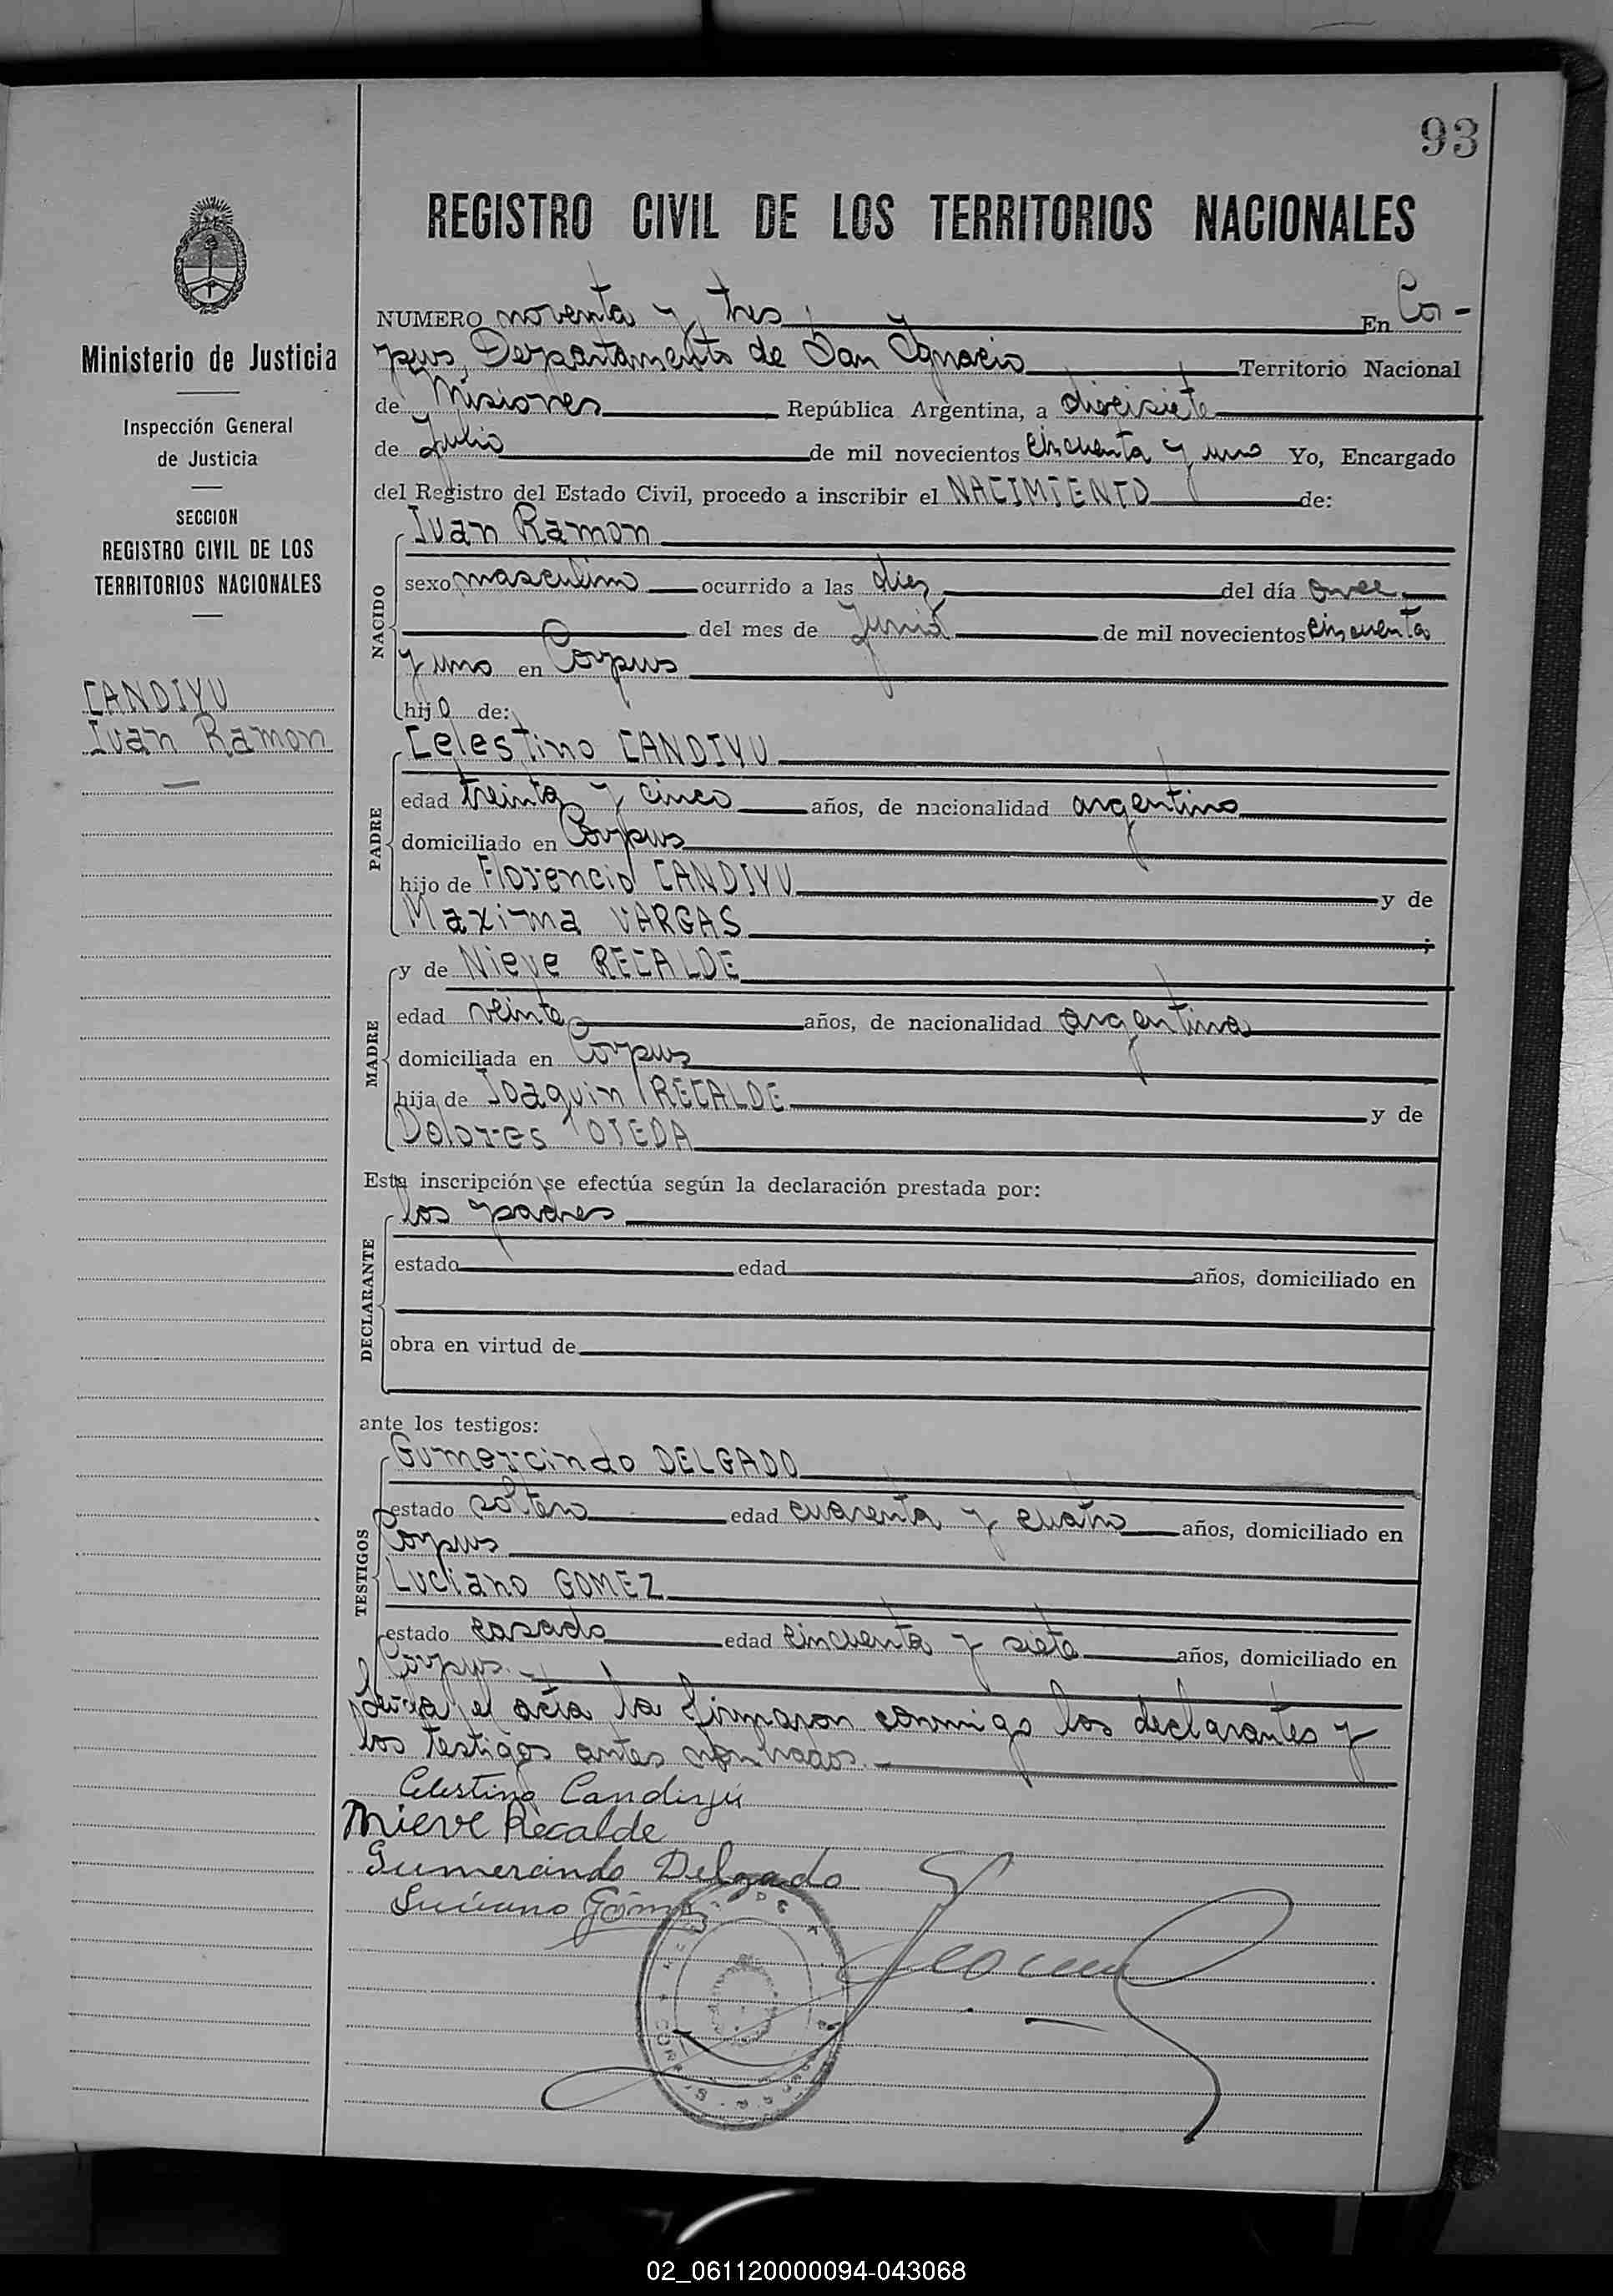 93
REGISTRO CIVIL DE LOS TERRITORIOS NACIONALES
Ministerio de Justicia
Inspección General
de Justicia
SECCION
REGISTRO CIVIL DE LOS
TERRITORIOS NACIONALES
CANDIYU
Ivan Ramon
NUMERO noventa y tres En Cor-
pus, Departamento de San Ignacio Territorio Nacional
de Misiones República Argentina, a diecisiete
de Julio de mil novecientos cincuenta y uno Yo, Encargado
del Registro del Estado Civil, procedo a inscribir el NACIMIENTO de:
NACIDO
Ivan Ramon
sexo masculino ocurrido a las diez del día once
del mes de Junio de mil novecientos cincuenta
y uno en Corpus
hijo de:
PADRE
Celestino CANDIYU
edad treinta y cinco años, de nacionalidad argentino
domiciliado en Corpus
hijo de Florencio CANDIYU y de
Maxima VARGAS ;
MADRE
y de Nieve RECALDE
edad veinte años, de nacionalidad argentina
domiciliada en Corpus
hija de Joaquin RECALDE y de
Dolores OJEDA
Esta inscripción se efectúa según la declaración prestada por:
DECLARANTE
los padres
estado edad años, domiciliado en
obra en virtud de
ante los testigos:
TESTIGOS
Gumercindo DELGADO
estado soltero edad cuarenta y cuatro años, domiciliado en
Corpus
Luciano GOMEZ
estado casado edad cincuenta y siete años, domiciliado en
Corpus.-
Leida el acta la firmaron conmigo los declarantes y
los testigos antes nombrados.-
Celestino Candiyú
Nieve Recalde
Gumercindo Delgado
Luciano Gómez
02_061120000094-043068